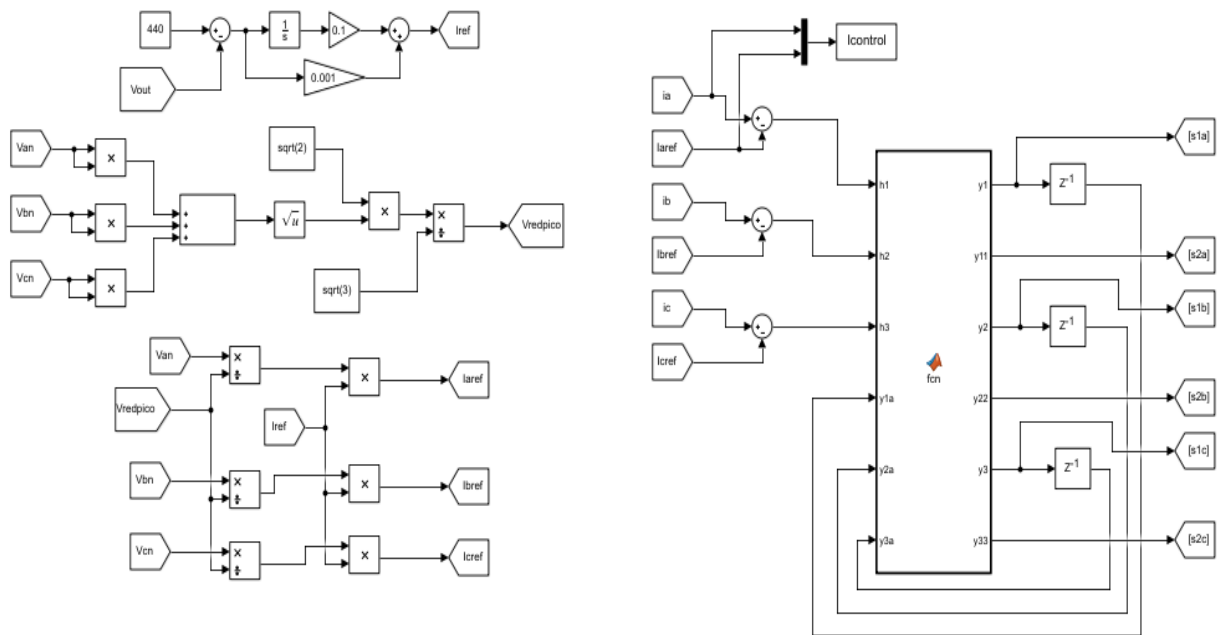 440
1
s
0.1
Iref
Vout
0.001
Van
Vbn
Vcn
×
×
×
+
+
+
√u
sqrt(2)
sqrt(3)
×
×
÷
Vredpico
Van
Vredpico
×
÷
Iref
×
Iaref
Vbn
×
÷
×
Ibref
Vcn
×
÷
×
Icref
Icontrol
ia
Iaref
ib
Ibref
ic
Icref
h1
h2
h3
y1a
y2a
y3a
fcn
y1
y11
y2
y22
y3
y33
Z-1
Z-1
Z-1
[s1a]
[s2a]
[s1b]
[s2b]
[s1c]
[s2c]